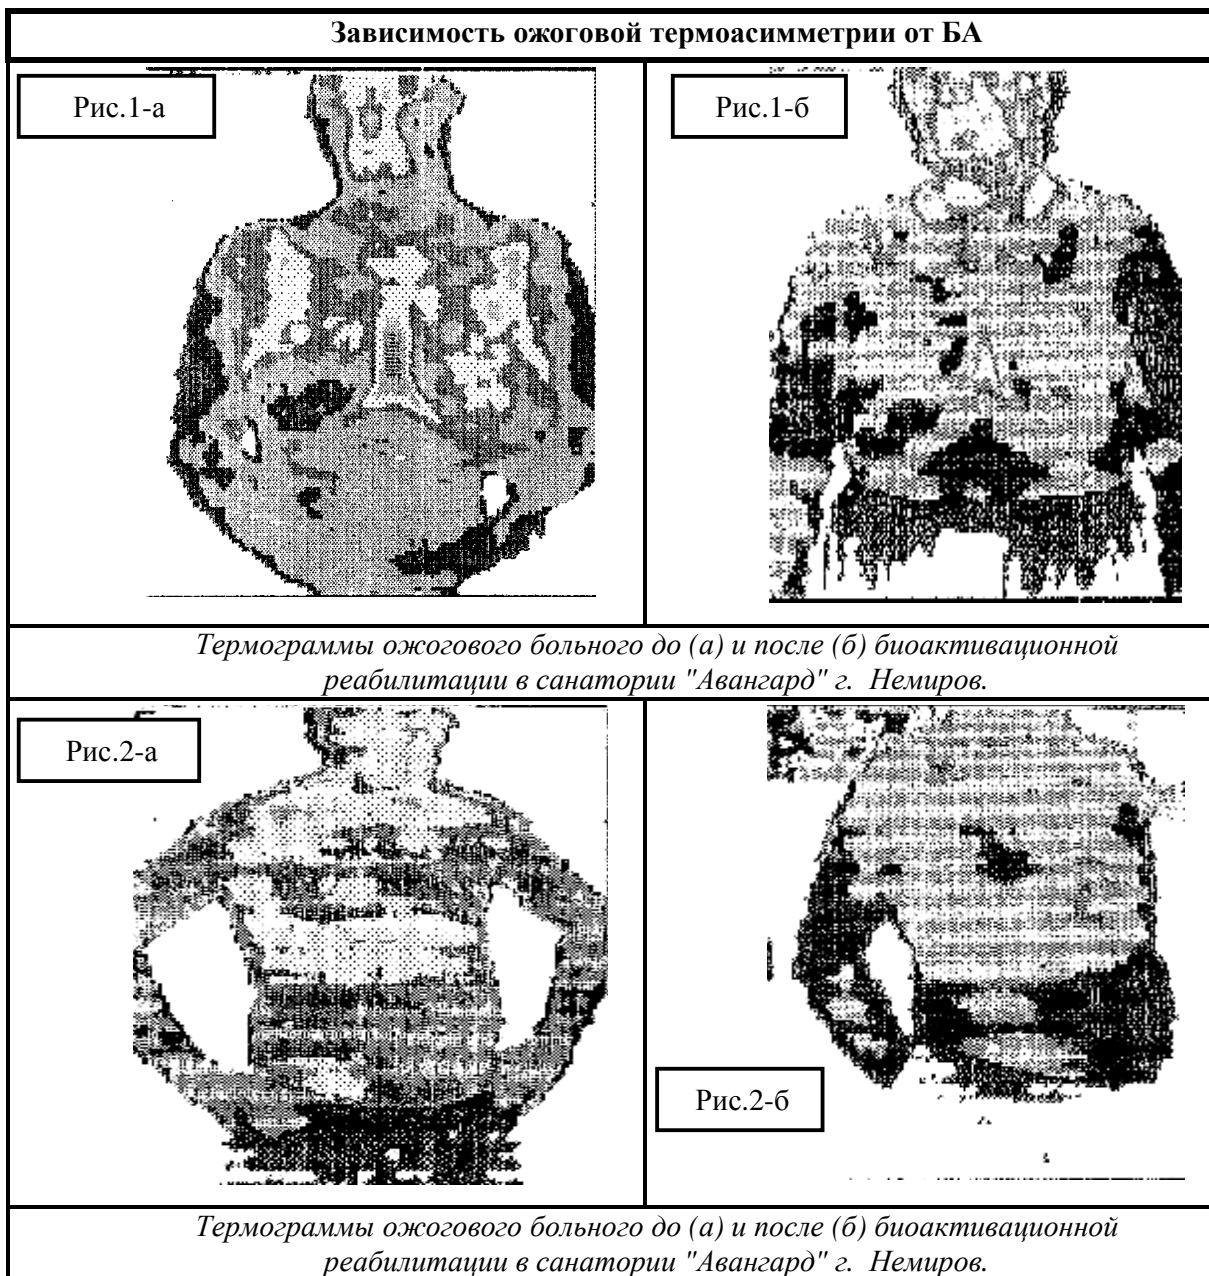 Зависимость ожоговой термоасимметрии от БА
Рис.1-а
Рис.1-б
Термограммы ожогового больного до (а) и после (б) биоактивационной
реабилитации в санатории "Авангард" г. Немиров.
Рис.2-а
Рис.2-б
Термограммы ожогового больного до (а) и после (б) биоактивационной
реабилитации в санатории "Авангард" г. Немиров.